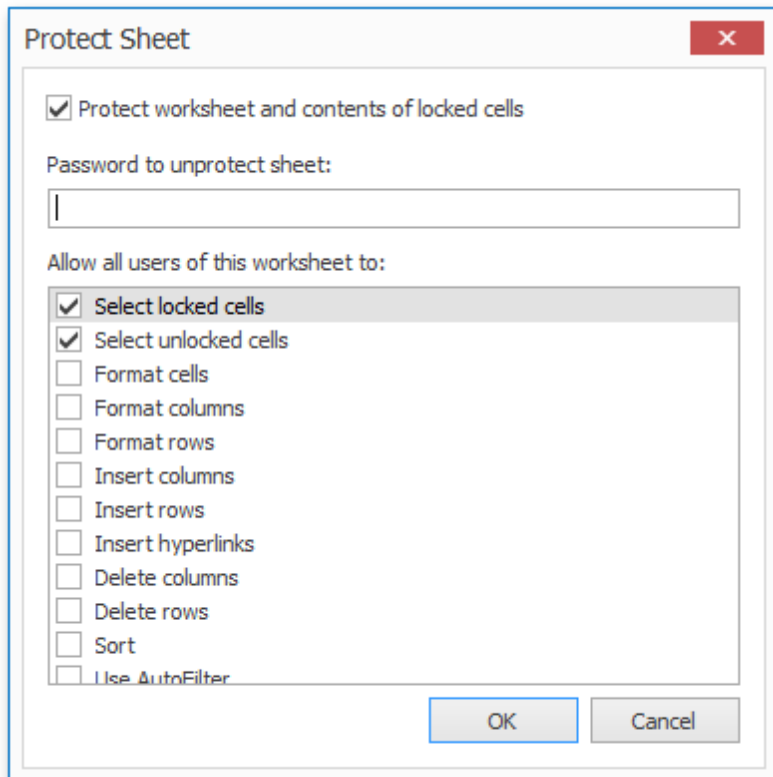 Protect Sheet
Protect worksheet and contents of locked cells
Password to unprotect sheet:
Allow all users of this worksheet to:
Select locked cells
Select unlocked cells
Format cells
Format columns
Format rows
Insert columns
Insert rows
Insert hyperlinks
Delete columns
Delete rows
Sort
Use AutoFilter
OK Cancel